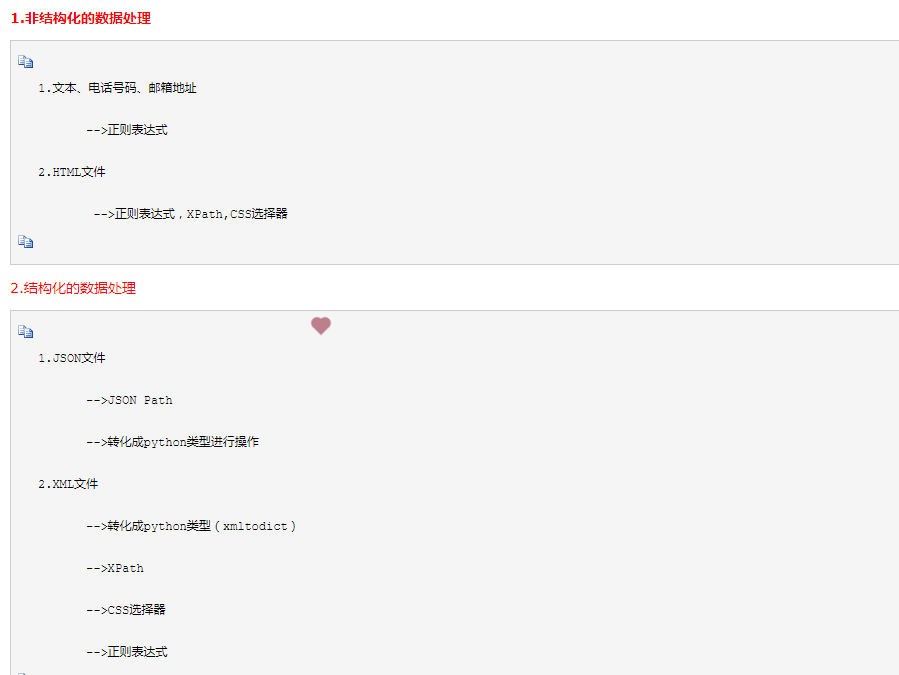 1.非结构化的数据处理
1.文本、电话号码、邮箱地址
-->正则表达式
2.HTML文件
-->正则表达式，XPath,CSS选择器
2.结构化的数据处理
1.JSON文件
-->JSON Path
-->转化成python类型进行操作
2.XML文件
-->转化成python类型（xmltodict）
-->XPath
-->CSS选择器
-->正则表达式